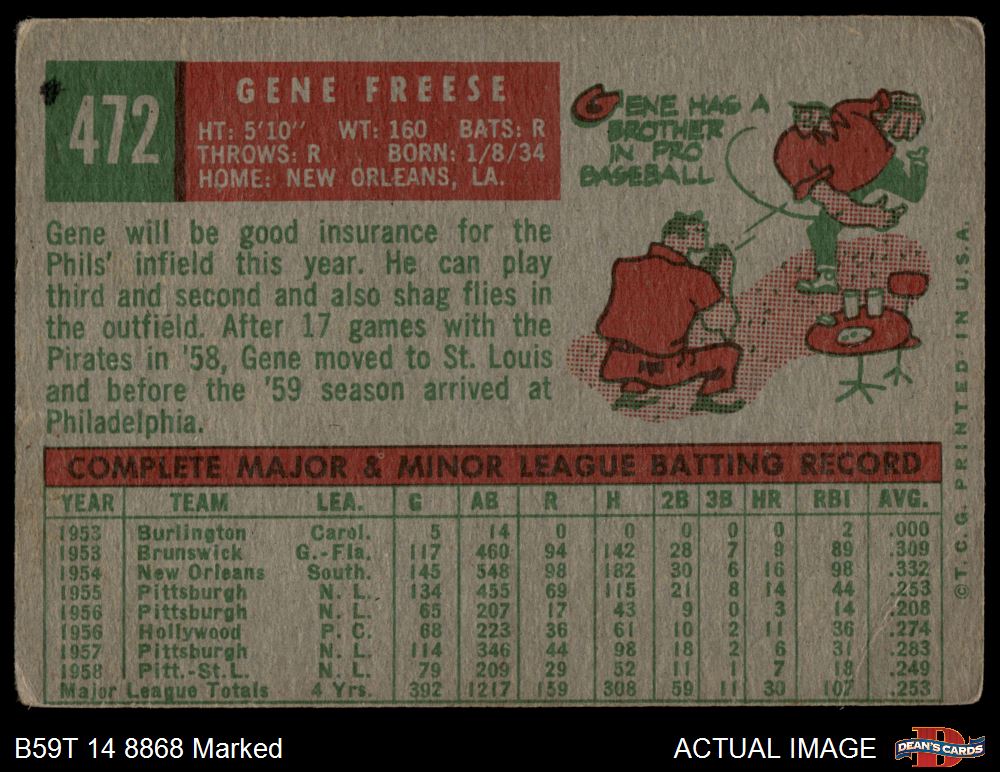 472
GENE FREESE
HT: 5'10" WT: 160 BATS: R
THROWS: R BORN: 1/8/34
HOME: NEW ORLEANS, LA.
GENE HAS A
BROTHER
IN PRO
BASEBALL
Gene will be good insurance for the
Phils' infield this year. He can play
third and second and also shag flies in
the outfield. After 17 games with the
Pirates in '58, Gene moved to St. Louis
and before the '59 season arrived at
Philadelphia.
COMPLETE MAJOR & MINOR LEAGUE BATTING RECORD
YEAR TEAM LEA. G AB R H 2B 3B HR RBI AVG.
1953 Burlington Carol. 5 14 0 0 0 0 0 2 .000
1953 Brunswick G.-Fla. 117 460 94 142 28 7 9 89 .309
1954 New Orleans South. 145 548 98 182 30 6 16 98 .332
1955 Pittsburgh N. L. 134 455 69 115 21 8 14 44 .253
1956 Pittsburgh N. L. 65 207 17 43 9 0 3 14 .208
1956 Hollywood P. C. 68 223 36 61 10 2 11 36 .274
1957 Pittsburgh N. L. 114 346 44 98 18 2 6 31 .283
1958 Pitt.-St.L. N. L. 79 209 29 52 11 1 7 18 .249
Major League Totals 4 Yrs. 392 1217 159 308 59 11 30 107 .253
©T.C.G. PRINTED IN U.S.A.
B59T 14 8868 Marked
ACTUAL IMAGE
DEAN'S CARDS